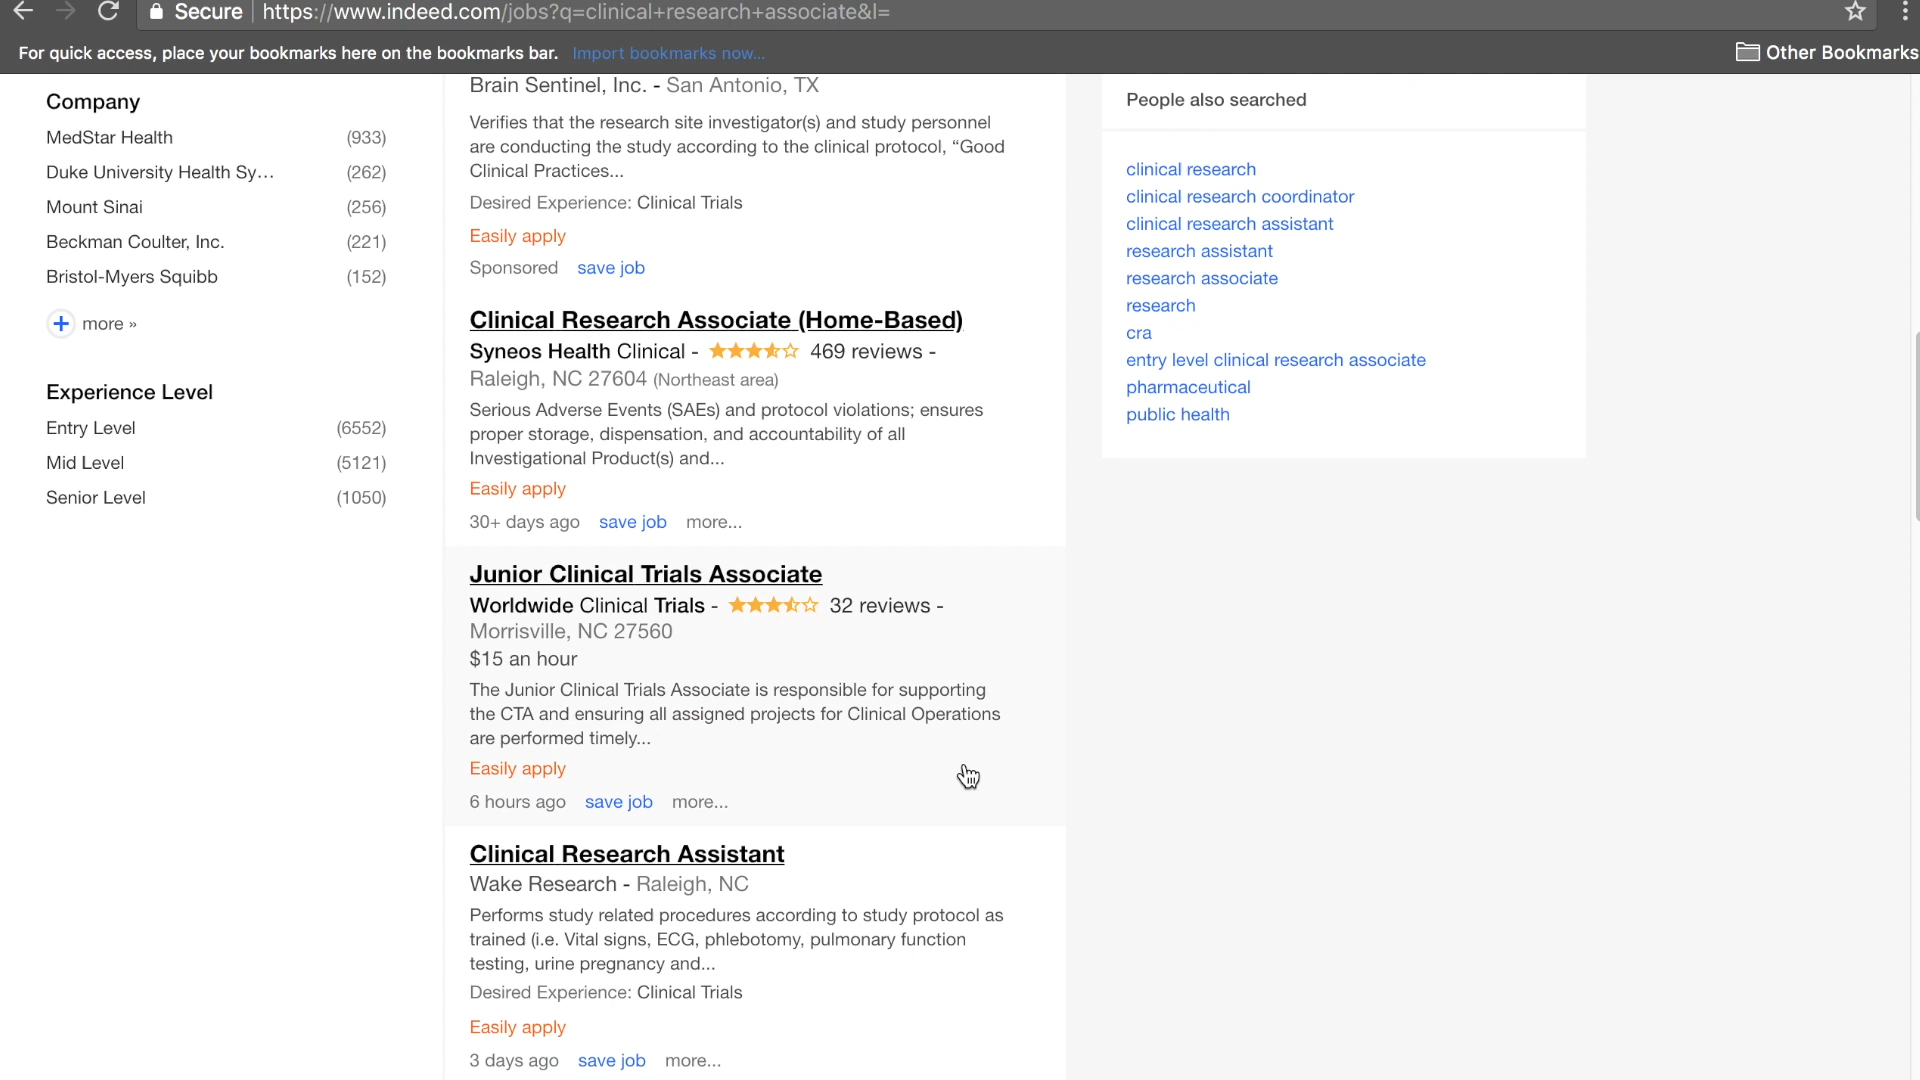 Secure https://www.indeed.com/jobs?q=clinical+research+associate&l=
For quick access, place your bookmarks here on the bookmarks bar. Import bookmarks now...
Other Bookmarks
Company
MedStar Health (933)
Duke University Health Sy... (262)
Mount Sinai (256)
Beckman Coulter, Inc. (221)
Bristol-Myers Squibb (152)
+ more »
Experience Level
Entry Level (6552)
Mid Level (5121)
Senior Level (1050)
Brain Sentinel, Inc. - San Antonio, TX
Verifies that the research site investigator(s) and study personnel
are conducting the study according to the clinical protocol, “Good
Clinical Practices...
Desired Experience: Clinical Trials
Easily apply
Sponsored save job
Clinical Research Associate (Home-Based)
Syneos Health Clinical - 469 reviews -
Raleigh, NC 27604 (Northeast area)
Serious Adverse Events (SAEs) and protocol violations; ensures
proper storage, dispensation, and accountability of all
Investigational Product(s) and...
Easily apply
30+ days ago save job more...
Junior Clinical Trials Associate
Worldwide Clinical Trials - 32 reviews -
Morrisville, NC 27560
$15 an hour
The Junior Clinical Trials Associate is responsible for supporting
the CTA and ensuring all assigned projects for Clinical Operations
are performed timely...
Easily apply
6 hours ago save job more...
Clinical Research Assistant
Wake Research - Raleigh, NC
Performs study related procedures according to study protocol as
trained (i.e. Vital signs, ECG, phlebotomy, pulmonary function
testing, urine pregnancy and...
Desired Experience: Clinical Trials
Easily apply
3 days ago save job more...
People also searched
clinical research
clinical research coordinator
clinical research assistant
research assistant
research associate
research
cra
entry level clinical research associate
pharmaceutical
public health